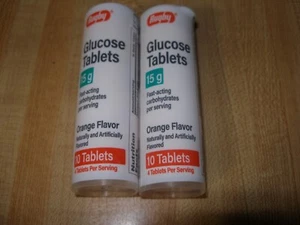 Rugby
Glucose
Tablets
15 g
Fast-acting
carbohydrates
per serving
Orange Flavor
Naturally and Artificially
Flavored
10 Tablets
4 Tablets Per Serving
Nutrition
Rugby
Glucose
Tablets
15 g
Fast-acting
carbohydrates
per serving
Orange Flavor
Naturally and Artificially
Flavored
10 Tablets
4 Tablets Per Serving